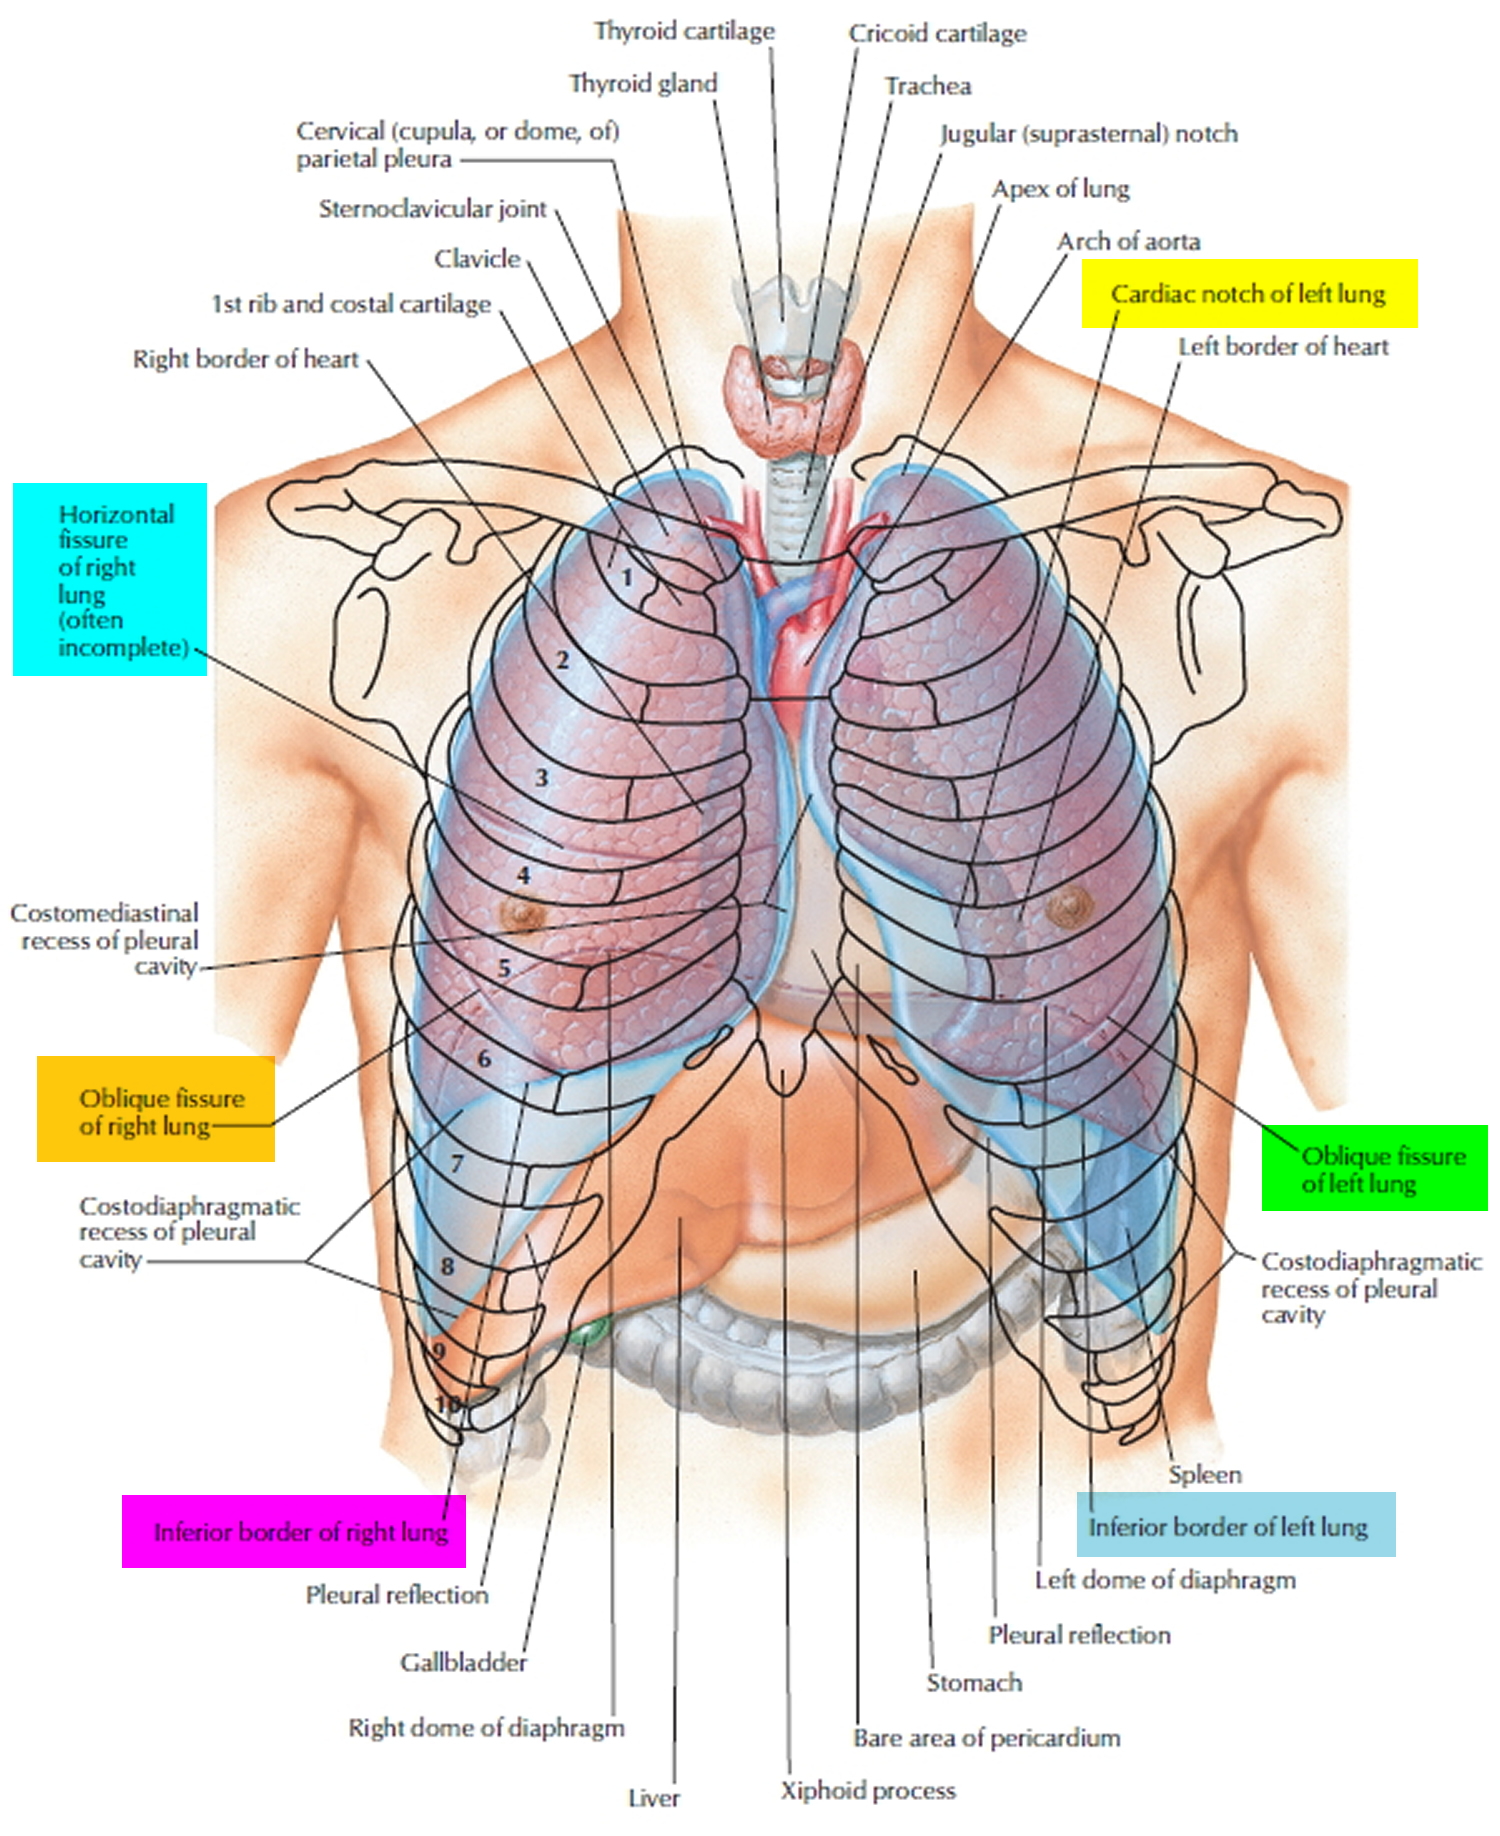 Thyroid cartilage
Cricoid cartilage
Thyroid gland
Trachea
Cervical (cupula, or dome, of)
parietal pleura
Jugular (suprasternal) notch
Sternoclavicular joint
Apex of lung
Clavicle
Arch of aorta
1st rib and costal cartilage
Cardiac notch of left lung
Right border of heart
Left border of heart
Horizontal
fissure
of right
lung
(often
incomplete)
1
2
3
4
5
6
7
8
9
10
Costomediastinal
recess of pleural
cavity
Oblique fissure
of right lung
Oblique fissure
of left lung
Costodiaphragmatic
recess of pleural
cavity
Costodiaphragmatic
recess of pleural
cavity
Spleen
Inferior border of right lung
Inferior border of left lung
Pleural reflection
Left dome of diaphragm
Gallbladder
Pleural reflection
Stomach
Right dome of diaphragm
Bare area of pericardium
Liver
Xiphoid process